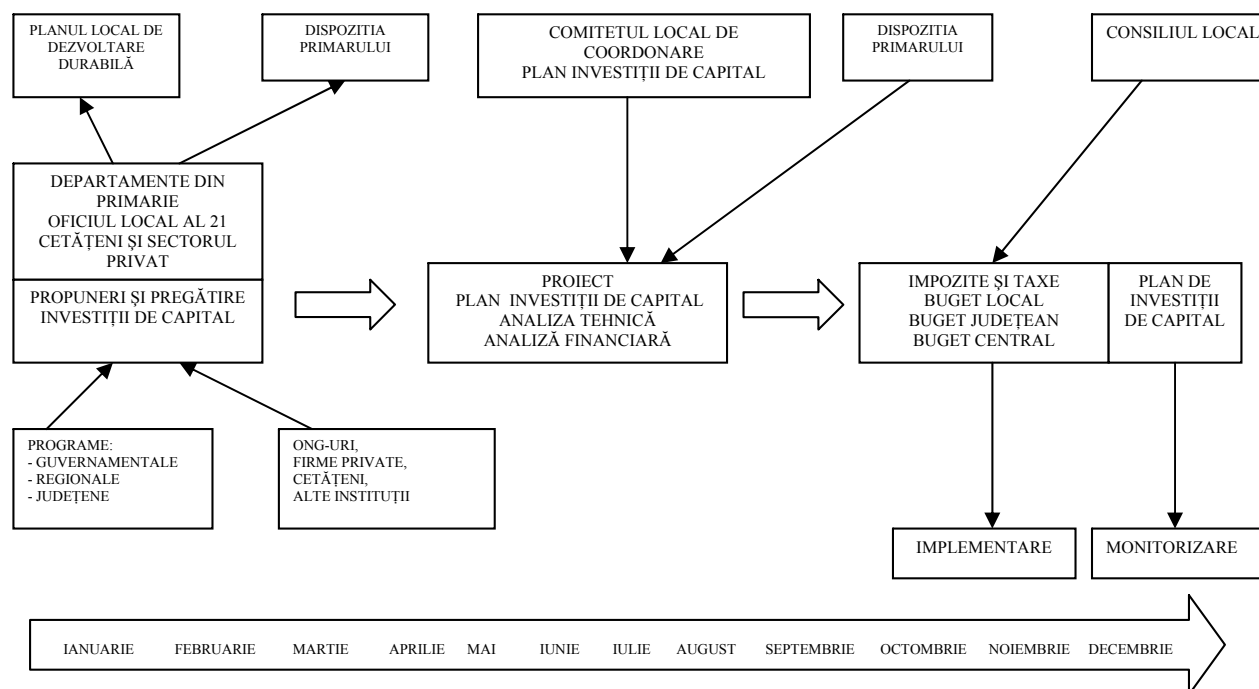 PLANUL LOCAL DE
DEZVOLTARE
DURABILĂ
DISPOZITIA
PRIMARULUI
COMITETUL LOCAL DE
COORDONARE
PLAN INVESTIȚII DE CAPITAL
DISPOZITIA
PRIMARULUI
CONSILIUL LOCAL
DEPARTAMENTE DIN
PRIMARIE
OFICIUL LOCAL AL 21
CETĂȚENI ȘI SECTORUL
PRIVAT
PROPUNERI ȘI PREGĂTIRE
INVESTIȚII DE CAPITAL
PROIECT
PLAN INVESTIȚII DE CAPITAL
ANALIZA TEHNICĂ
ANALIZĂ FINANCIARĂ
IMPOZITE ȘI TAXE
BUGET LOCAL
BUGET JUDEȚEAN
BUGET CENTRAL
PLAN DE
INVESTIȚII
DE CAPITAL
PROGRAME:
- GUVERNAMENTALE
- REGIONALE
- JUDEȚENE
ONG-URI,
FIRME PRIVATE,
CETĂȚENI,
ALTE INSTITUȚII
IMPLEMENTARE
MONITORIZARE
IANUARIE FEBRUARIE MARTIE APRILIE MAI IUNIE IULIE AUGUST SEPTEMBRIE OCTOMBRIE NOIEMBRIE DECEMBRIE